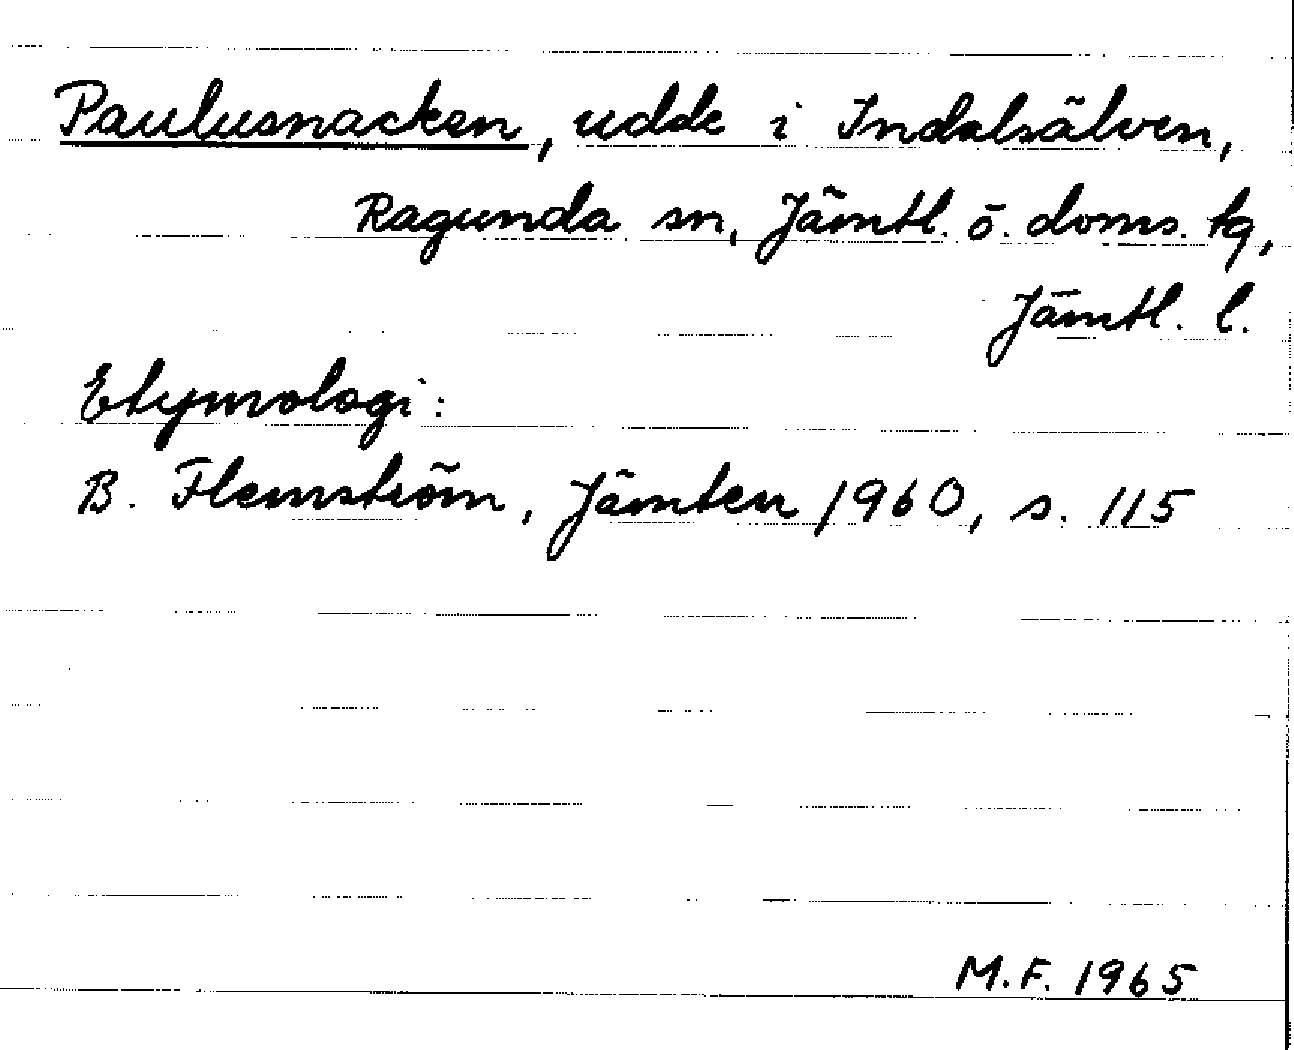 Paulusnacken, udde i Indalsälven,
Ragunda sn, Jämtl. ö. doms. tg,
Jämtl. l.
Etymologi:
B. Flemström, Jämten 1960, s. 115
M.F. 1965